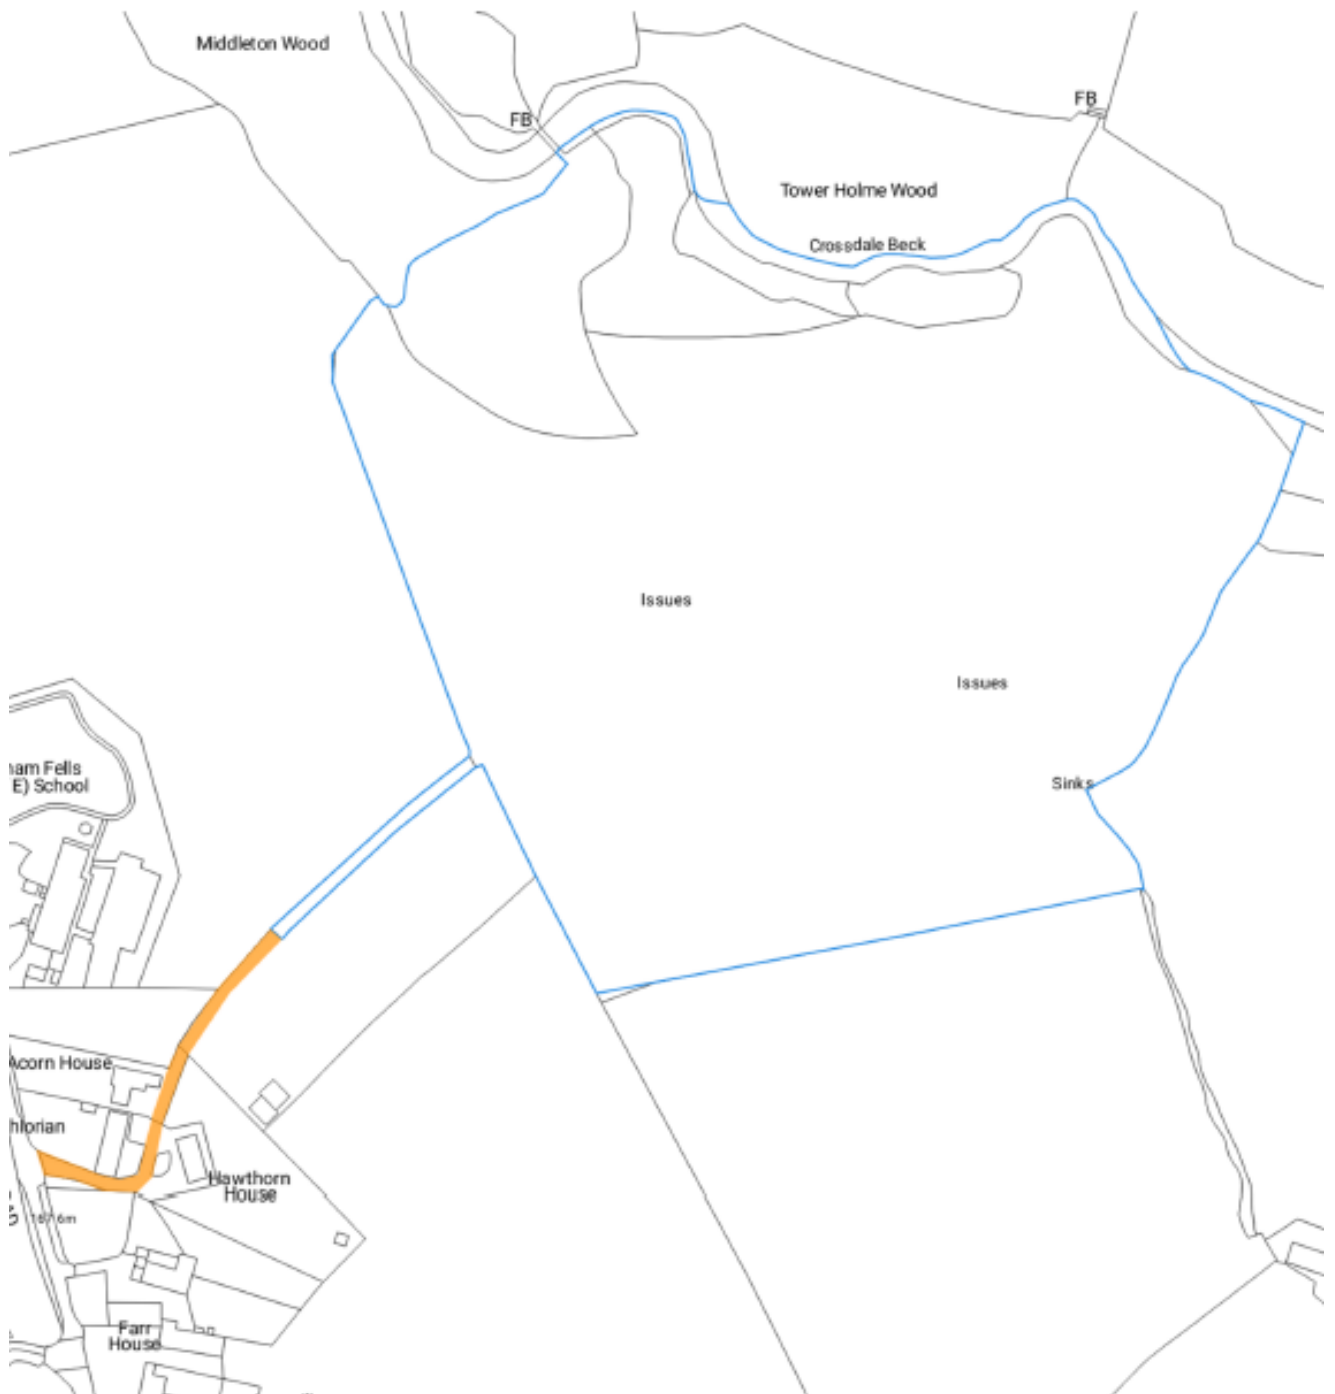 Middleton Wood
FB
FB
Tower Holme Wood
Crossdale Beck
Issues
Issues
Sinks
ham Fells
E) School
Acorn House
Hawthorn
House
Farr
House